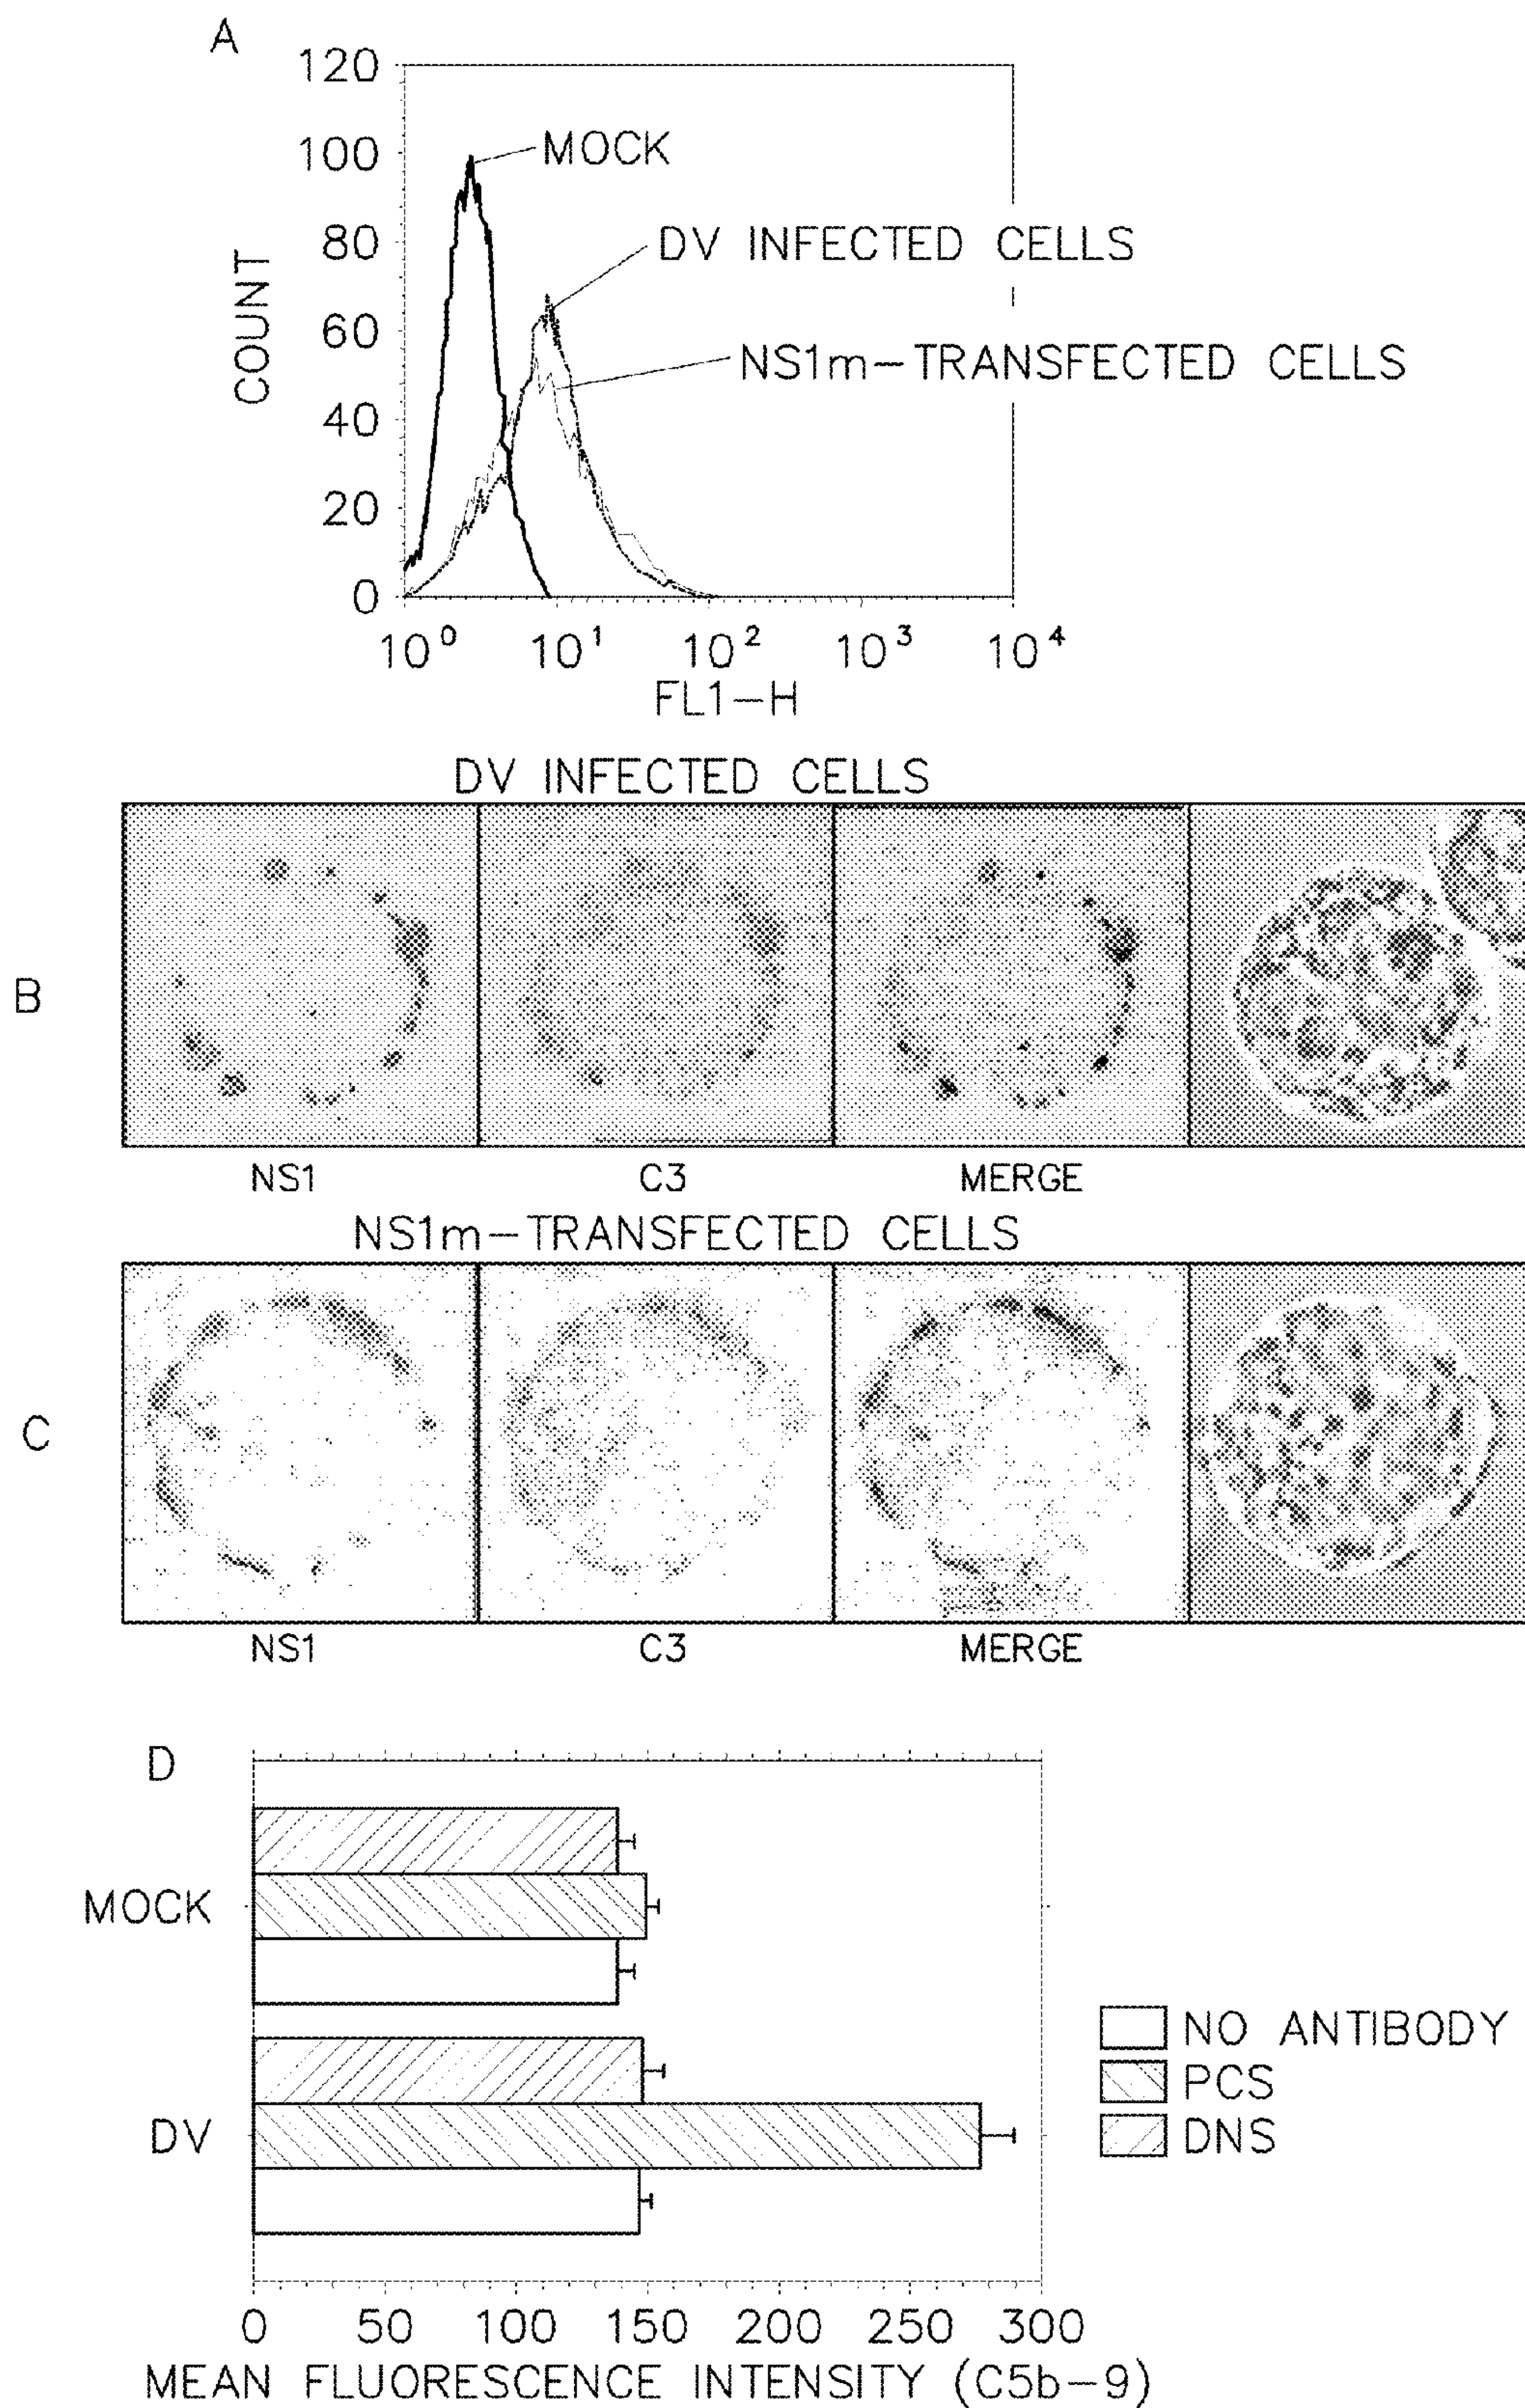 A
120
100
80
60
40
20
0
COUNT
MOCK
DV INFECTED CELLS
NS1m-TRANSFECTED CELLS
10⁰ 10¹ 10² 10³ 10⁴
FL1-H
DV INFECTED CELLS
B
NS1 C3 MERGE
NS1m-TRANSFECTED CELLS
C
NS1 C3 MERGE
D
MOCK
DV
NO ANTIBODY
PCS
DNS
0 50 100 150 200 250 300
MEAN FLUORESCENCE INTENSITY (C5b-9)